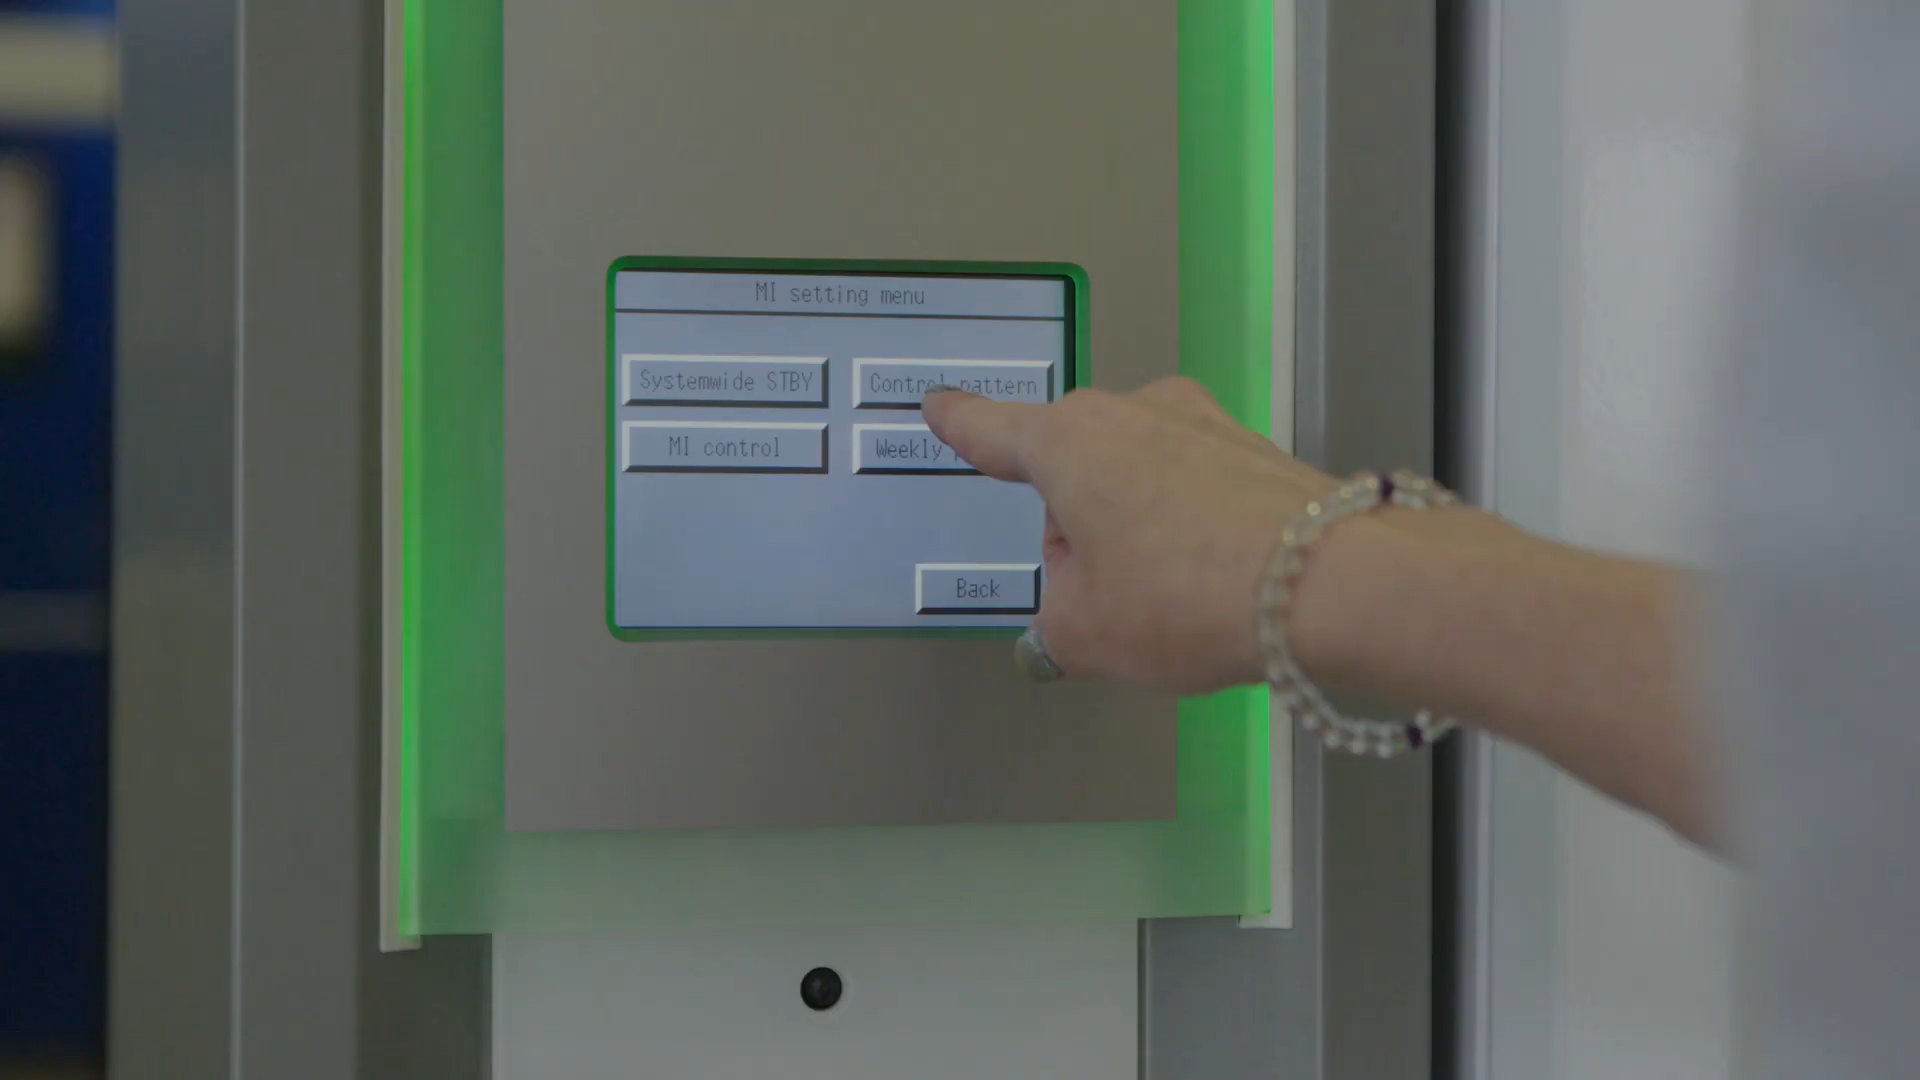 MI setting menu
Systemwide STBY
Control pattern
MI control
Weekly
Back